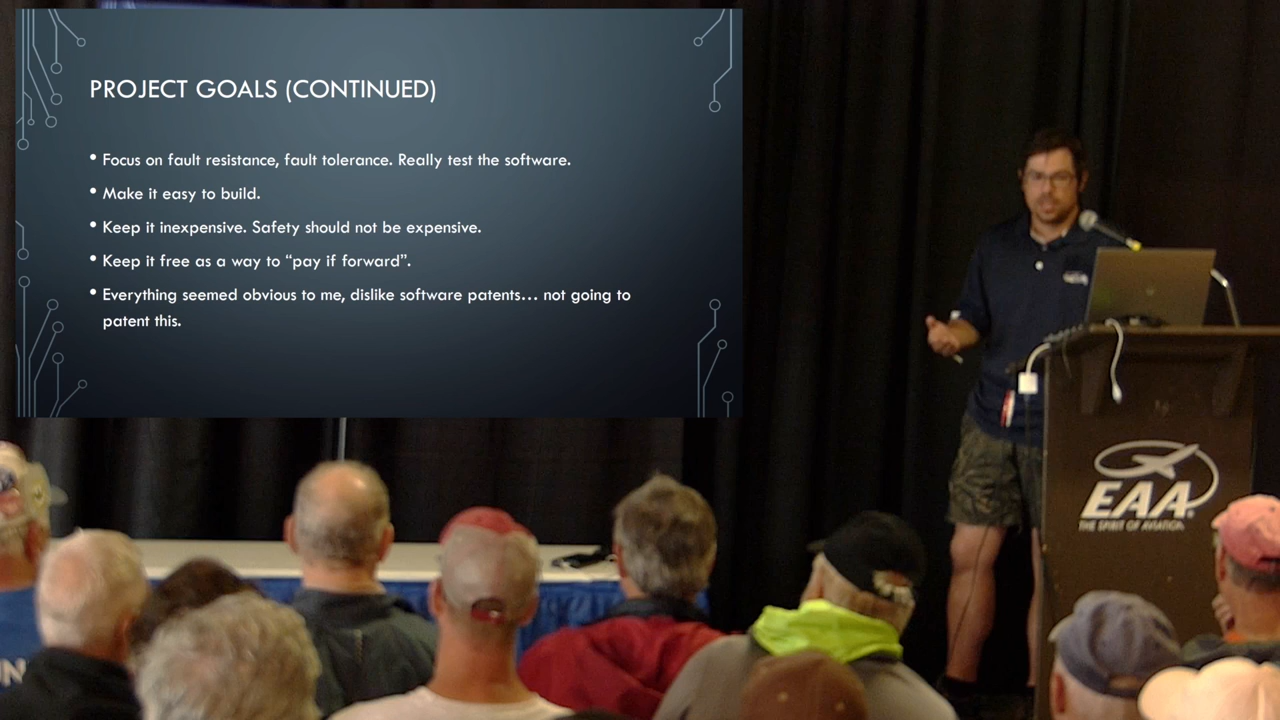 PROJECT GOALS (CONTINUED)
• Focus on fault resistance, fault tolerance. Really test the software.
• Make it easy to build.
• Keep it inexpensive. Safety should not be expensive.
• Keep it free as a way to “pay if forward”.
• Everything seemed obvious to me, dislike software patents... not going to
patent this.
EAA
THE SPIRIT OF AVIATION